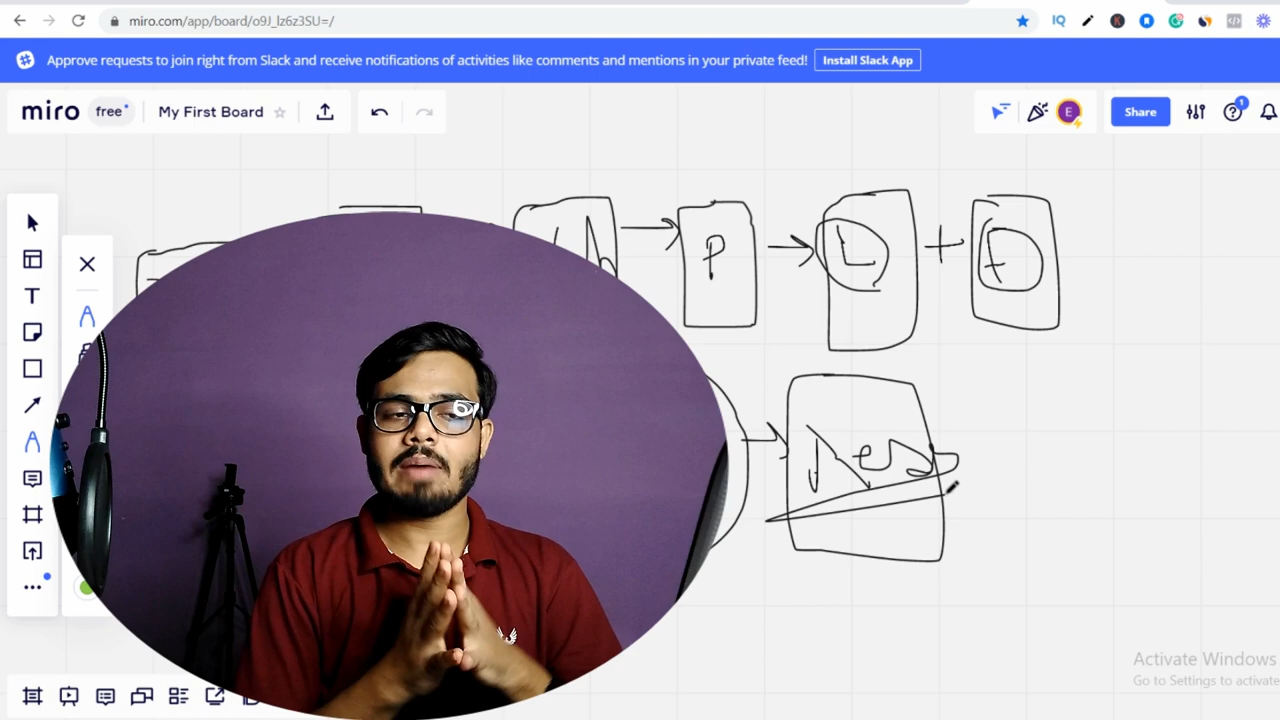 miro.com/app/board/o9J_lz6z3SU=/
IQ
Approve requests to join right from Slack and receive notifications of activities like comments and mentions in your private feed! Install Slack App
miro free My First Board
E
Share
1
P
L
+
T
Activate Windows
Go to Settings to activate